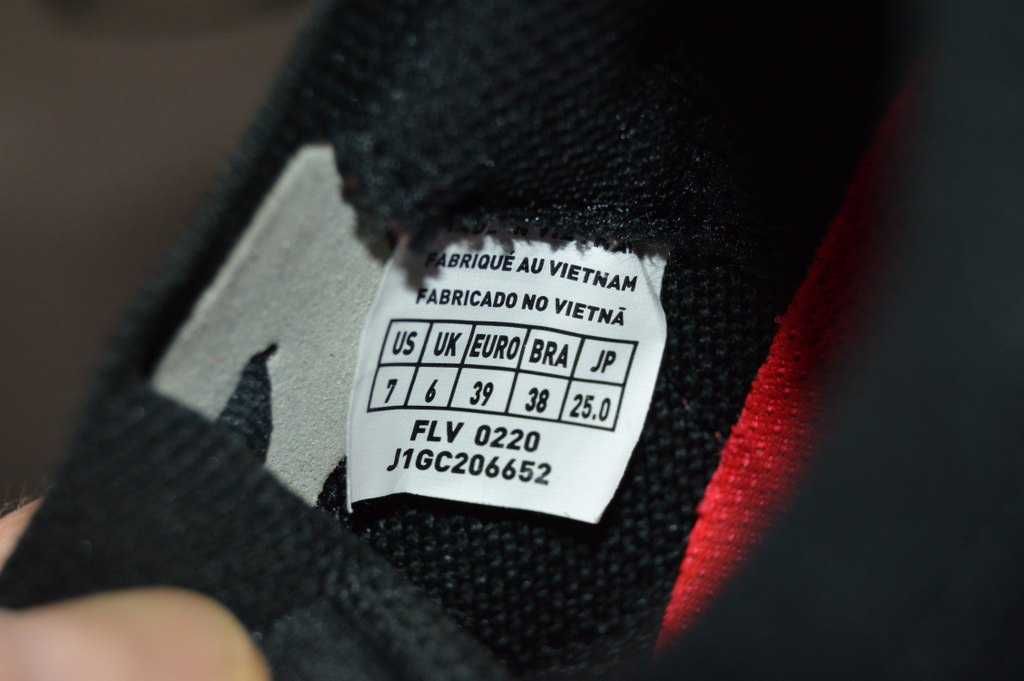 FABRIQUÉ AU VIETNAM
FABRICADO NO VIETNÃ
US UK EURO BRA JP
7 6 39 38 25.0
FLV 0220
J1GC206652